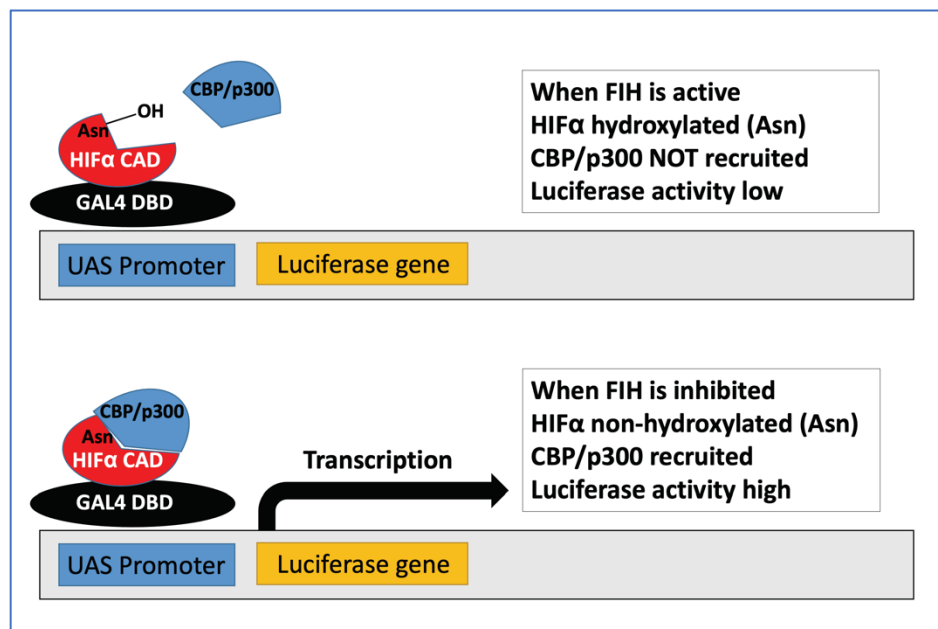 CBP/p300
OH
Asn
HIFα CAD
GAL4 DBD
UAS Promoter
Luciferase gene
When FIH is active
HIFα hydroxylated (Asn)
CBP/p300 NOT recruited
Luciferase activity low
CBP/p300
Asn
HIFα CAD
GAL4 DBD
Transcription
UAS Promoter
Luciferase gene
When FIH is inhibited
HIFα non-hydroxylated (Asn)
CBP/p300 recruited
Luciferase activity high